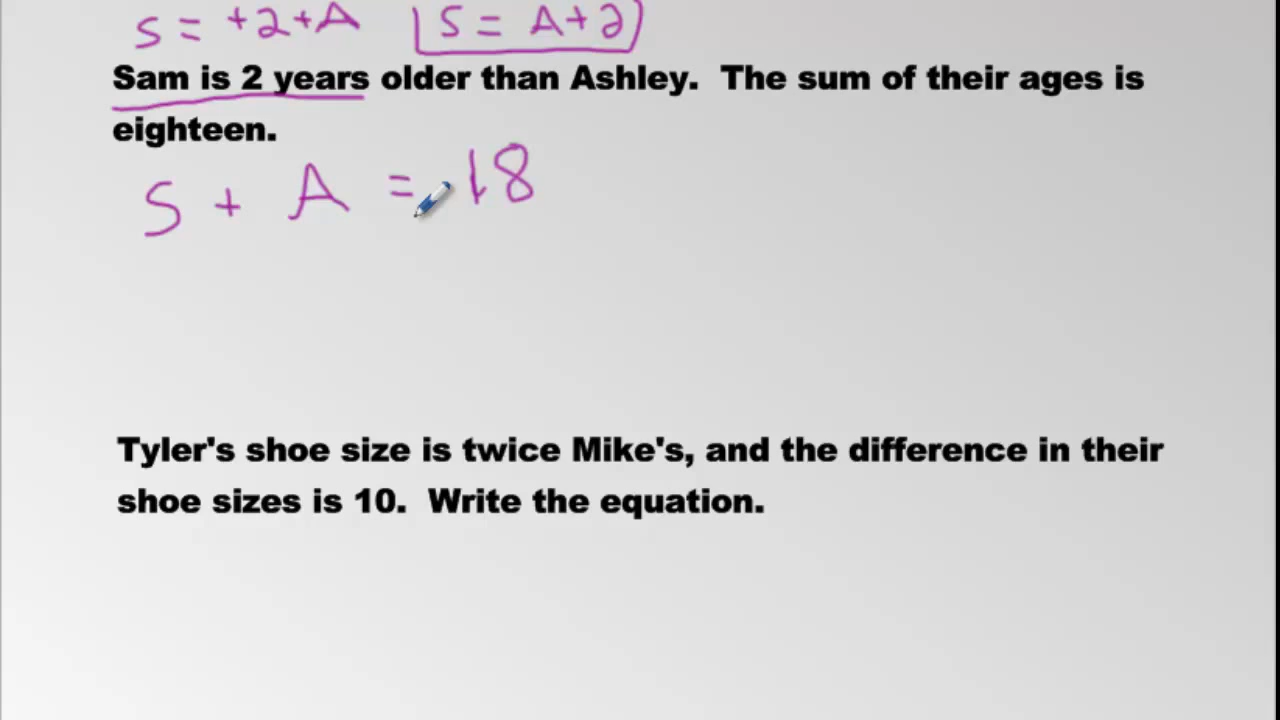 S = +2+A   S = A+2
Sam is 2 years older than Ashley.  The sum of their ages is
eighteen.
S + A = 18
Tyler's shoe size is twice Mike's, and the difference in their
shoe sizes is 10.  Write the equation.